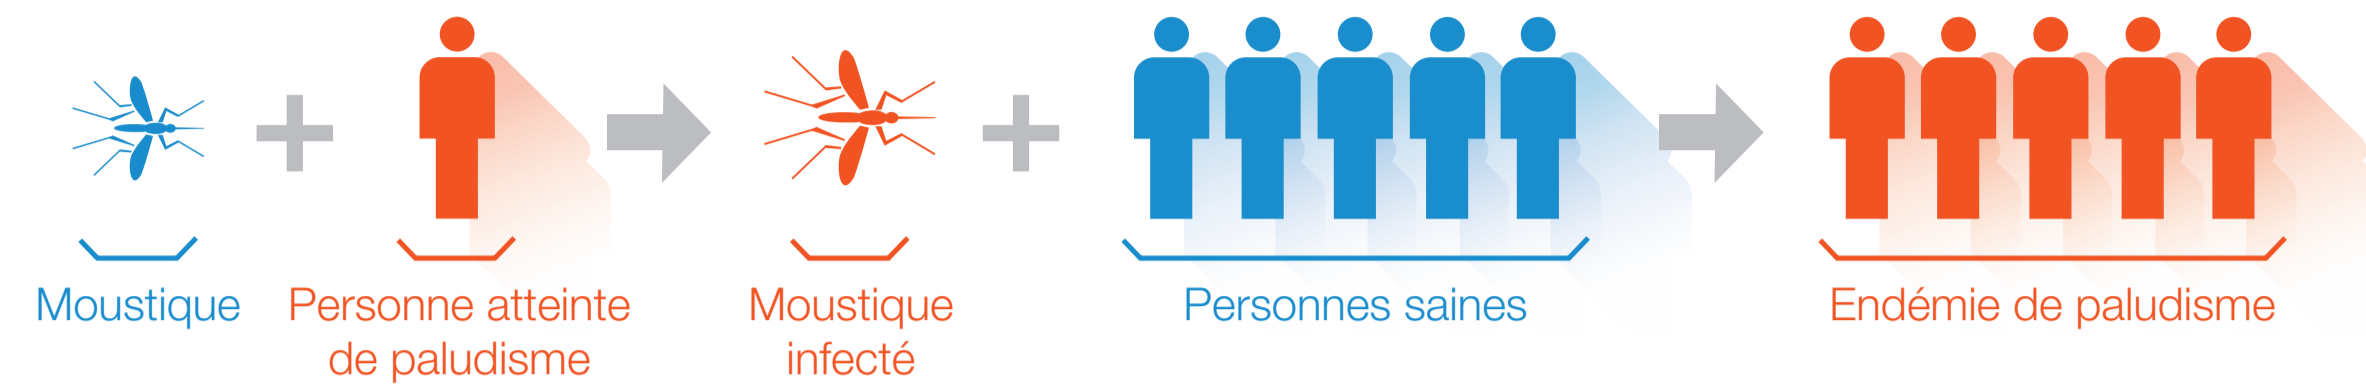 Moustique
Personne atteinte
de paludisme
Moustique
infecté
Personnes saines
Endémie de paludisme